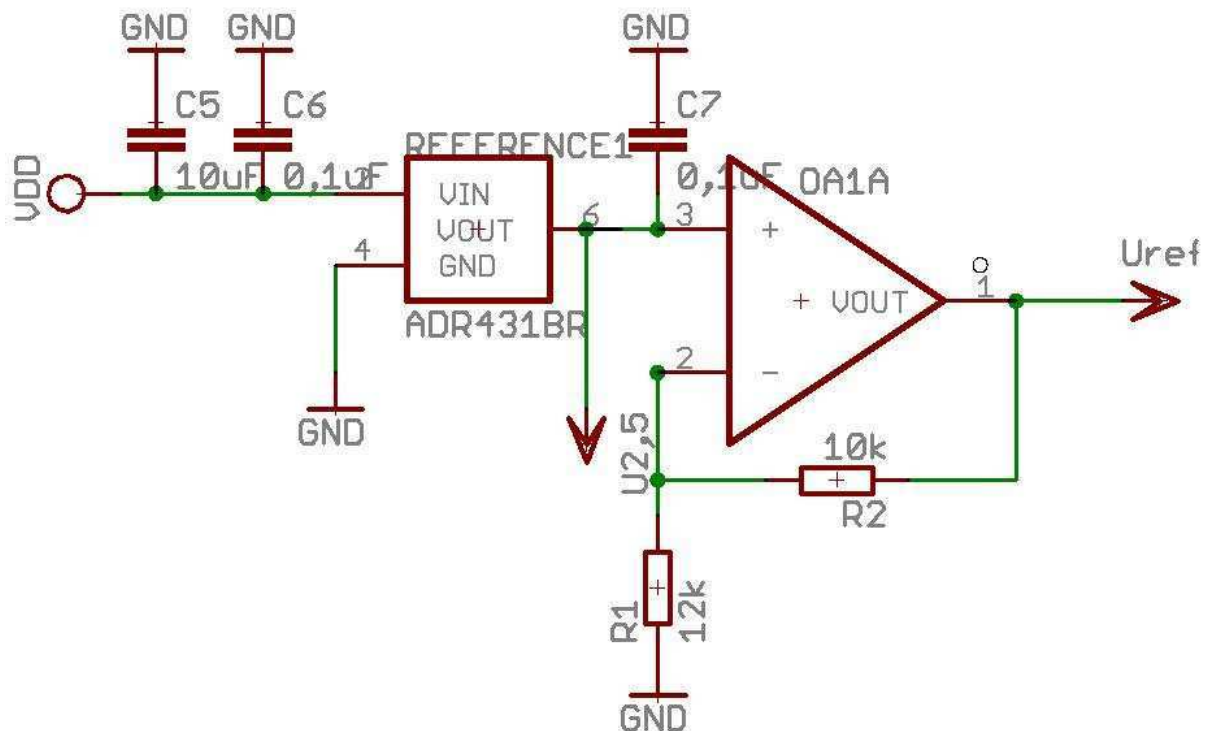 GND
GND
GND
C5
C6
C7
REFERENCE1
VDD
10uF
0,1uF
2
VIN
VOUT
GND
4
6
ADR431BR
GND
0,1uF
OA1A
3
+
2
-
VOUT
1
Uref
U2,5
10k
R2
R1
12k
GND